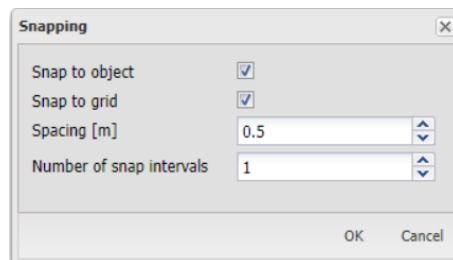 Snapping
Snap to object
Snap to grid
Spacing [m] 0.5
Number of snap intervals 1
OK Cancel